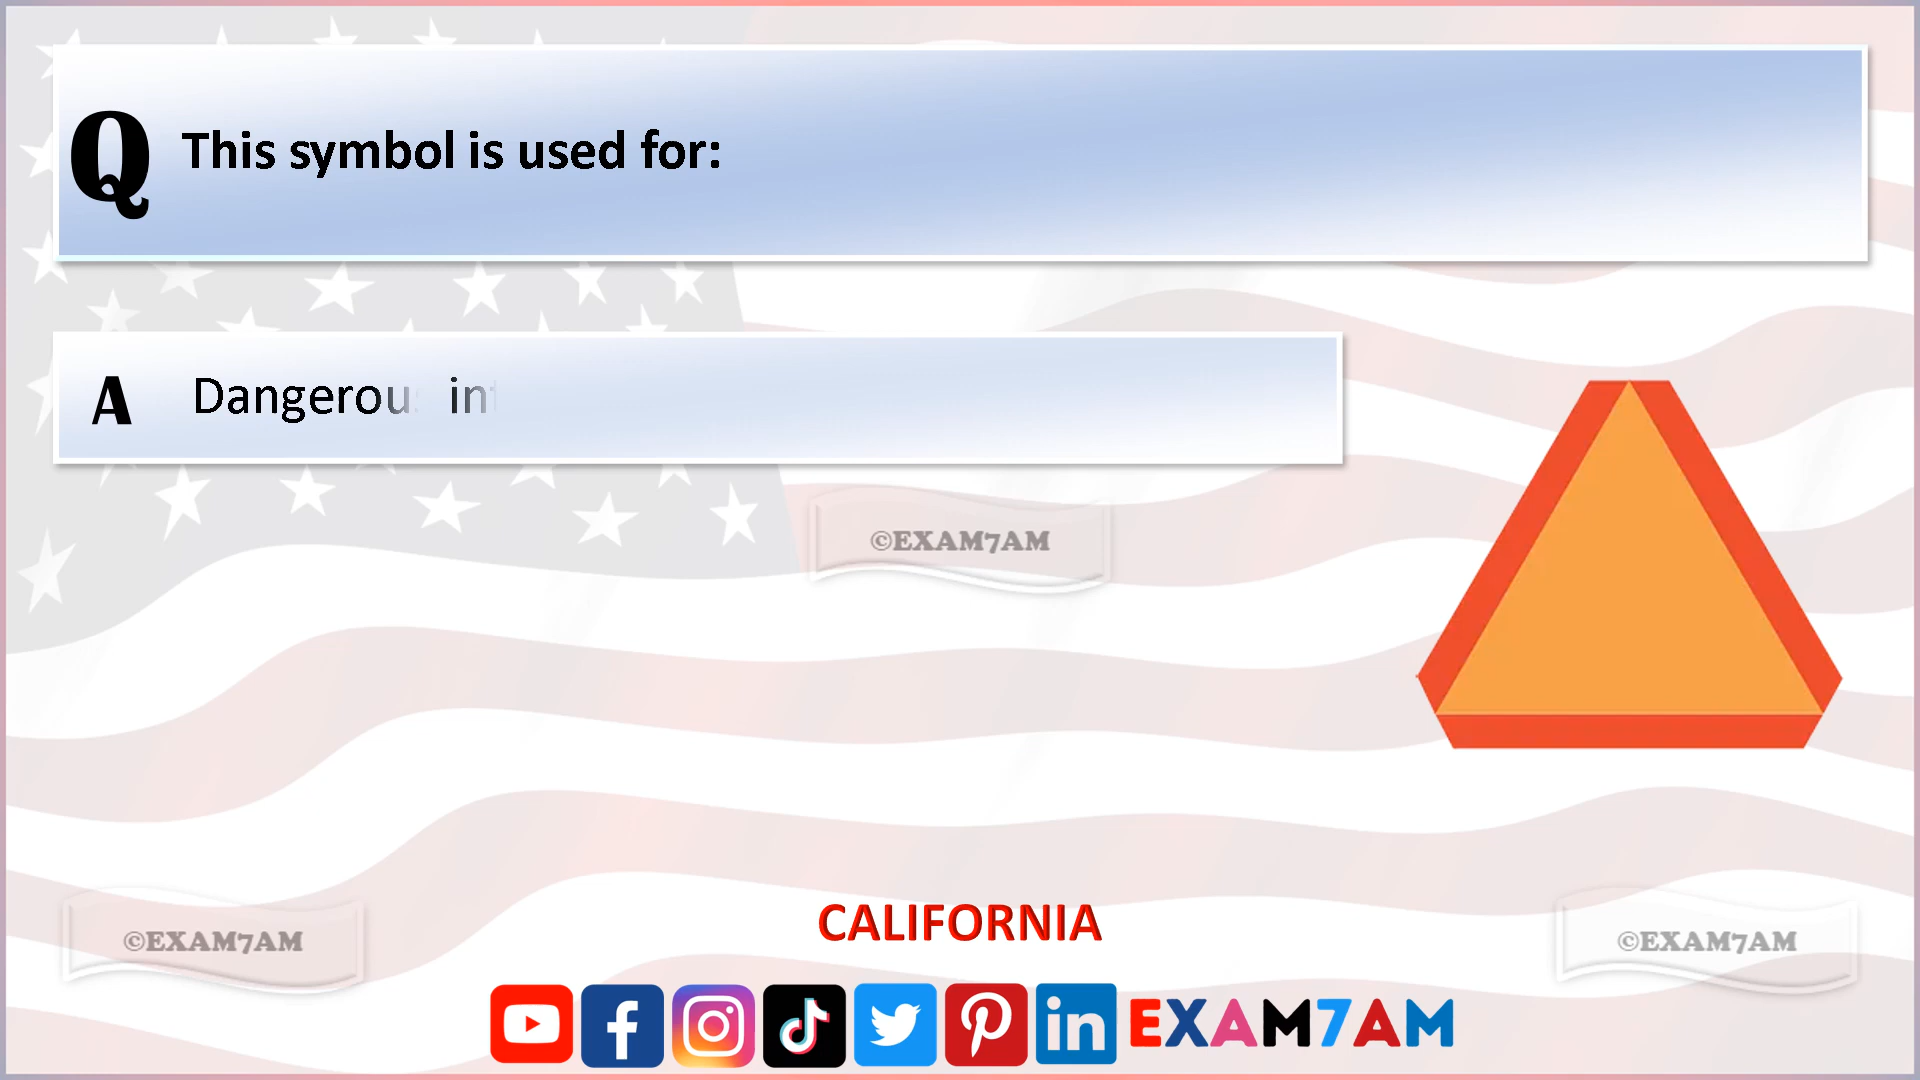 Q This symbol is used for:
A Dangerou
©EXAM7AM
CALIFORNIA
©EXAM7AM
©EXAM7AM
EXAM7AM